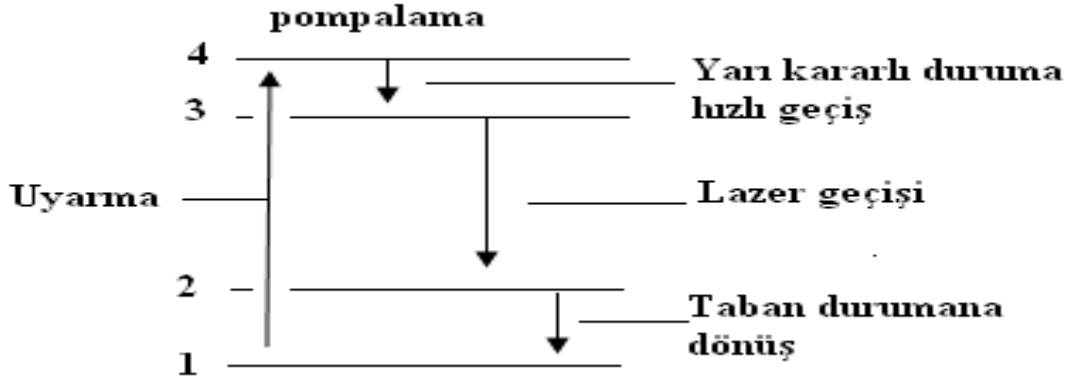 pompalama
4
Yarı kararlı duruma
hızlı geçiş
3
Uyarma
Lazer geçişi
2
Taban durumana
dönüş
1